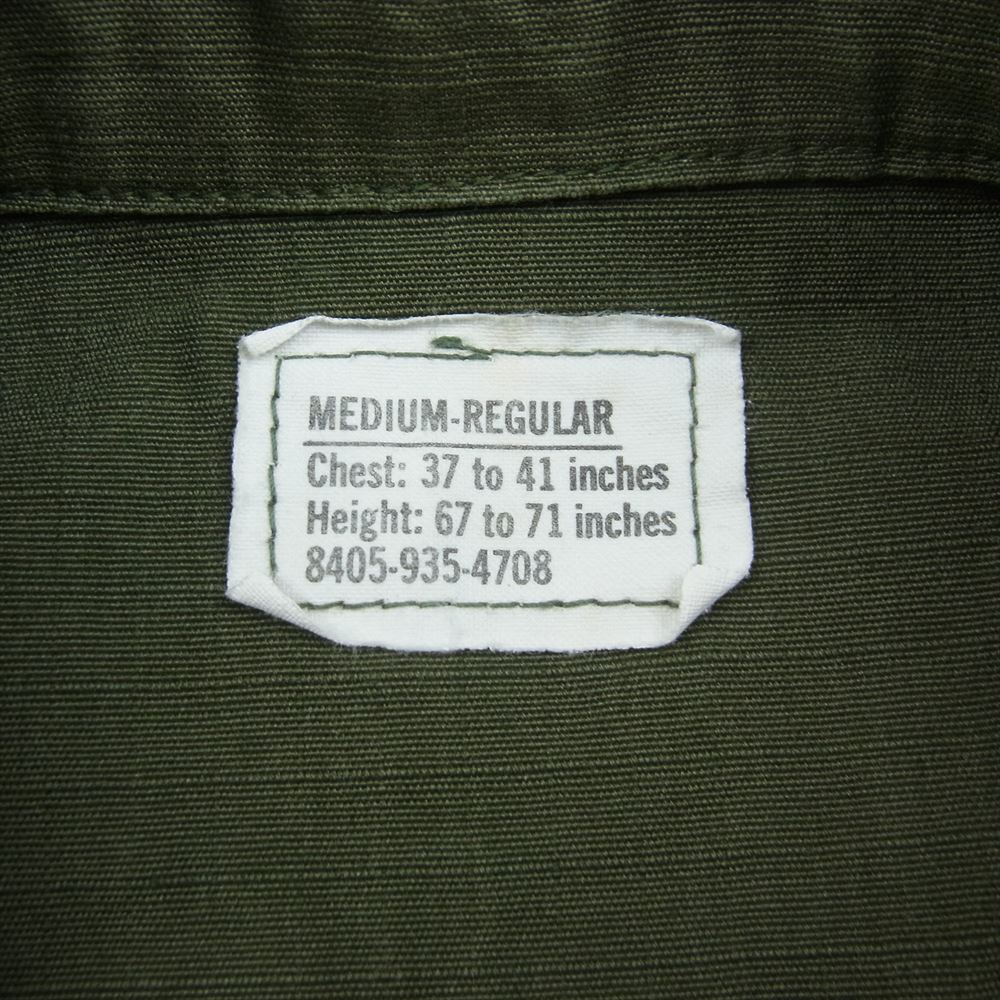 MEDIUM-REGULAR
Chest: 37 to 41 inches
Height: 67 to 71 inches
8405-935-4708